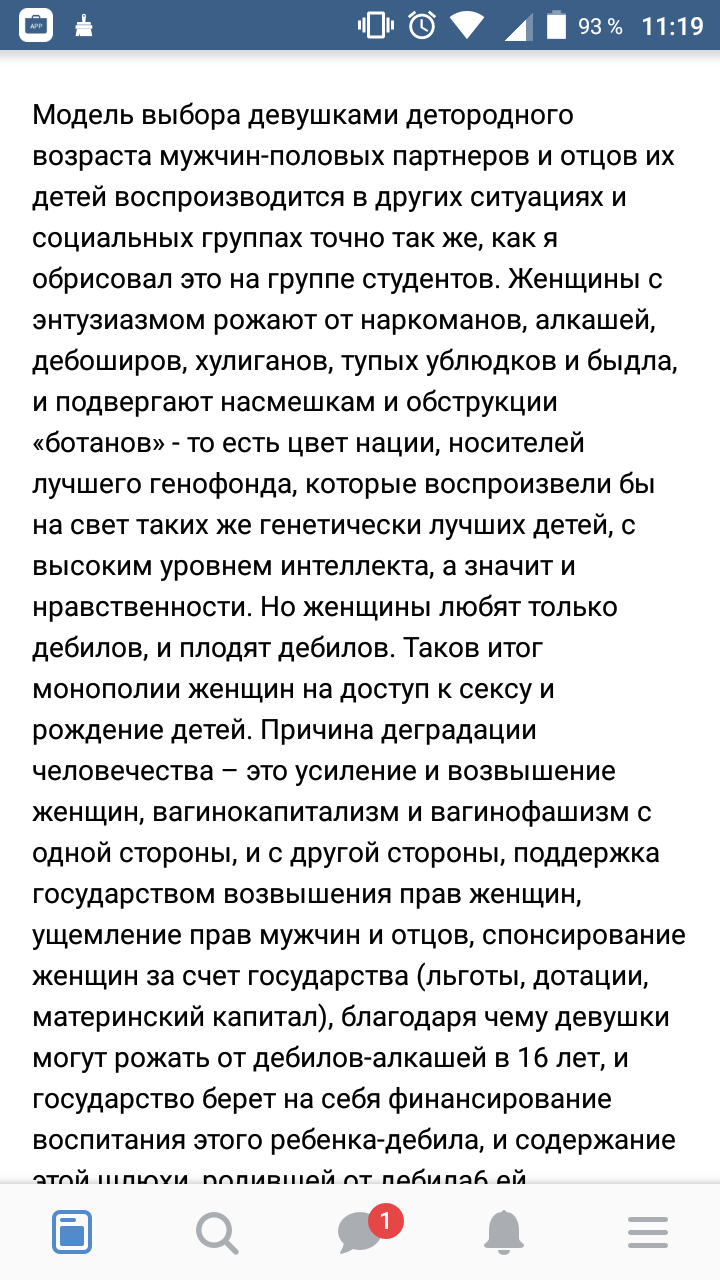 APP
93 %
11:19
Модель выбора девушками детородного
возраста мужчин-половых партнеров и отцов их
детей воспроизводится в других ситуациях и
социальных группах точно так же, как я
обрисовал это на группе студентов. Женщины с
энтузиазмом рожают от наркоманов, алкашей,
дебоширов, хулиганов, тупых ублюдков и быдла,
и подвергают насмешкам и обструкции
«ботанов» - то есть цвет нации, носителей
лучшего генофонда, которые воспроизвели бы
на свет таких же генетически лучших детей, с
высоким уровнем интеллекта, а значит и
нравственности. Но женщины любят только
дебилов, и плодят дебилов. Таков итог
монополии женщин на доступ к сексу и
рождение детей. Причина деградации
человечества – это усиление и возвышение
женщин, вагинокапитализм и вагинофашизм с
одной стороны, и с другой стороны, поддержка
государством возвышения прав женщин,
ущемление прав мужчин и отцов, спонсирование
женщин за счет государства (льготы, дотации,
материнский капитал), благодаря чему девушки
могут рожать от дебилов-алкашей в 16 лет, и
государство берет на себя финансирование
воспитания этого ребенка-дебила, и содержание
этой шлюхи, родившей от дебила6 ей
1